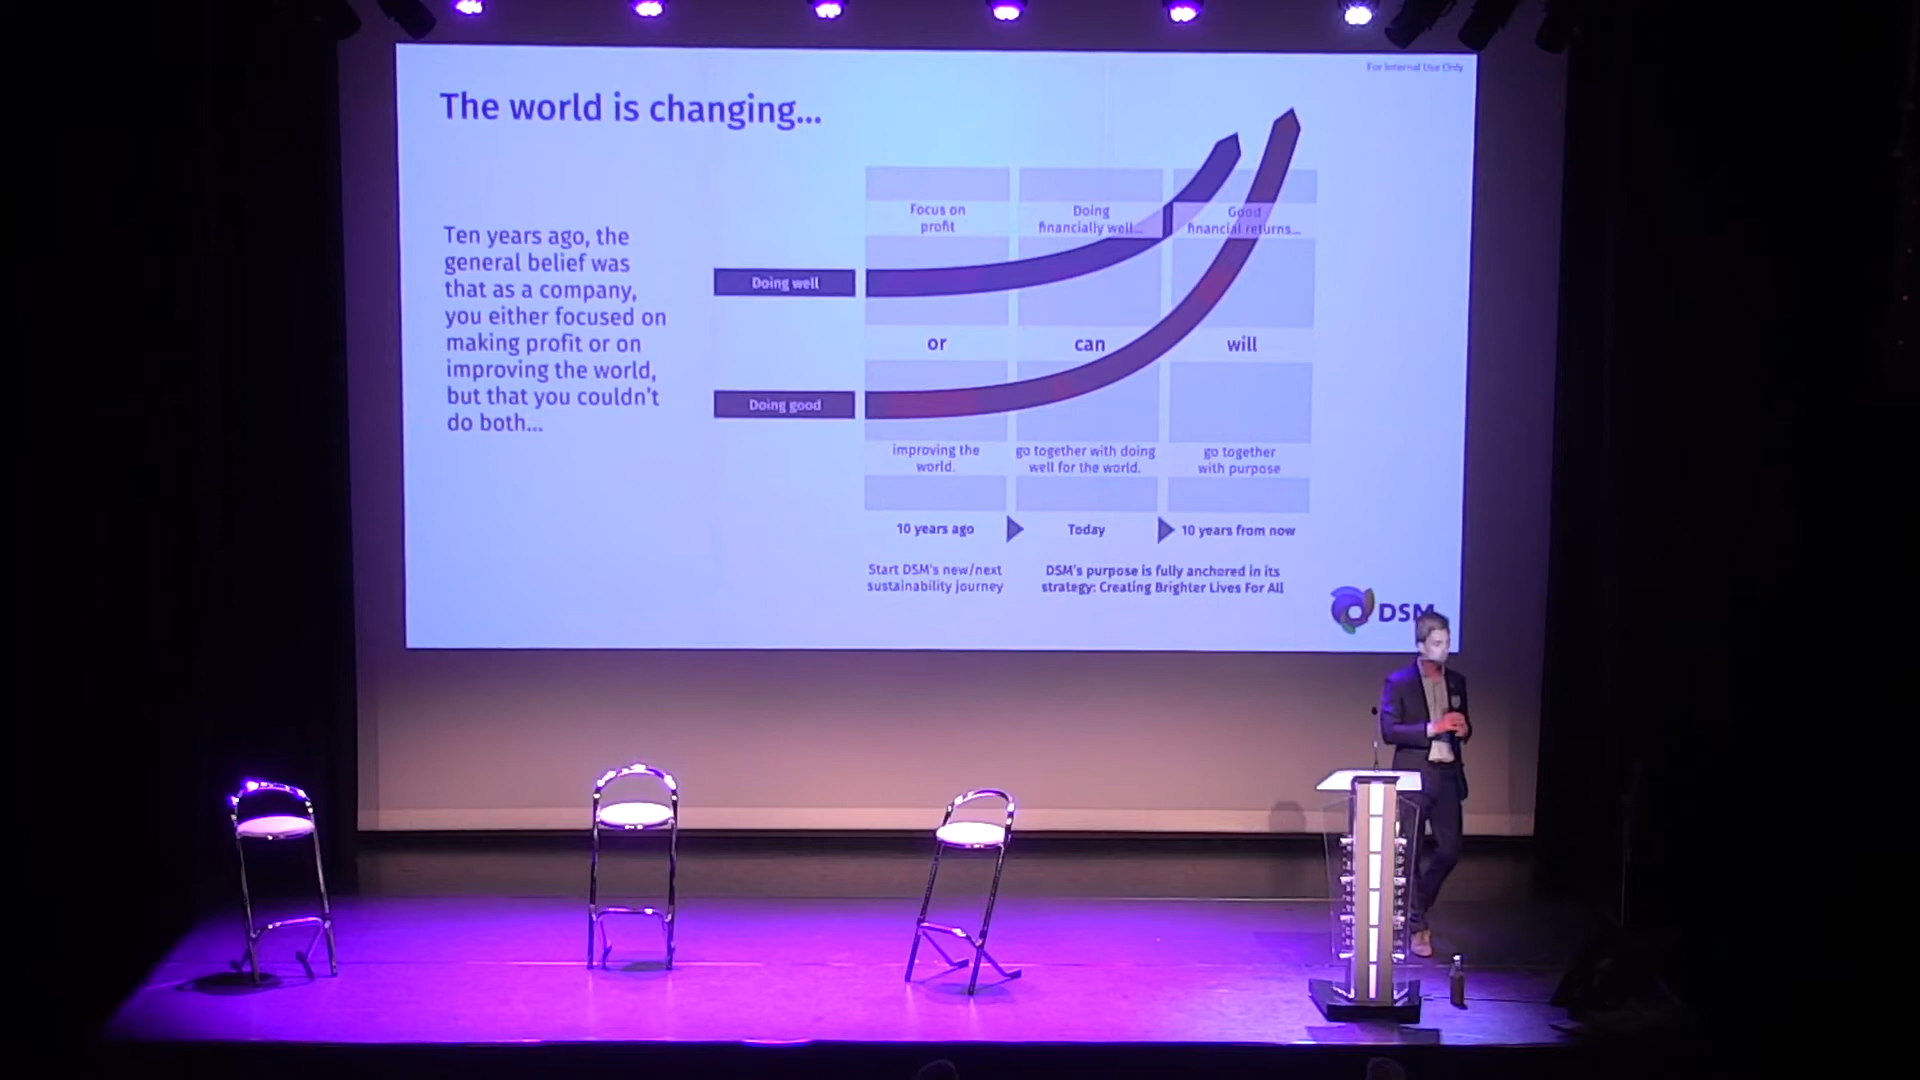 For Internal Use Only
The world is changing...
Ten years ago, the
general belief was
that as a company,
you either focused on
making profit or on
improving the world,
but that you couldn't
do both...
Focus on
profit
Doing
financially well...
Good
financial returns...
Doing well
or
can
will
Doing good
improving the
world.
go together with doing
well for the world.
go together
with purpose
10 years ago
Today
10 years from now
Start DSM's new/next
sustainability journey
DSM's purpose is fully anchored in its
strategy: Creating Brighter Lives For All
DSM